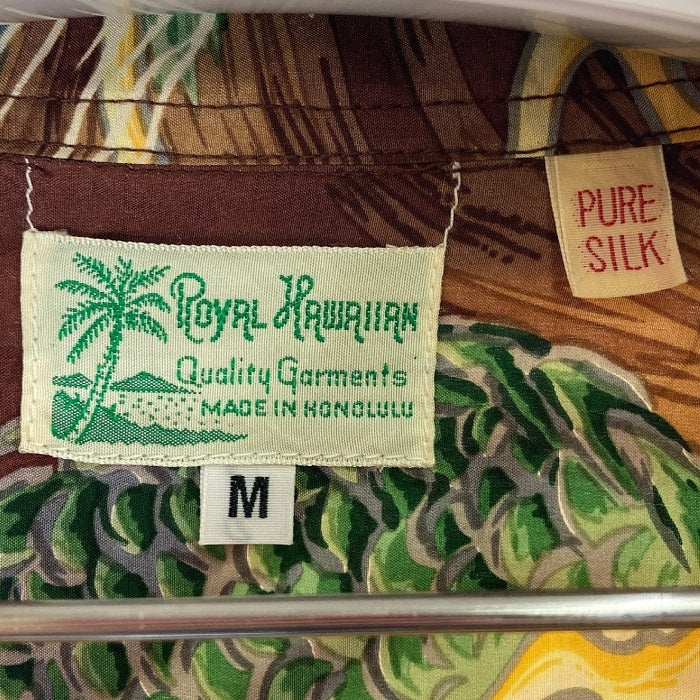 Royal Hawaiian
Quality Garments
MADE IN HONOLULU
M
PURE
SILK